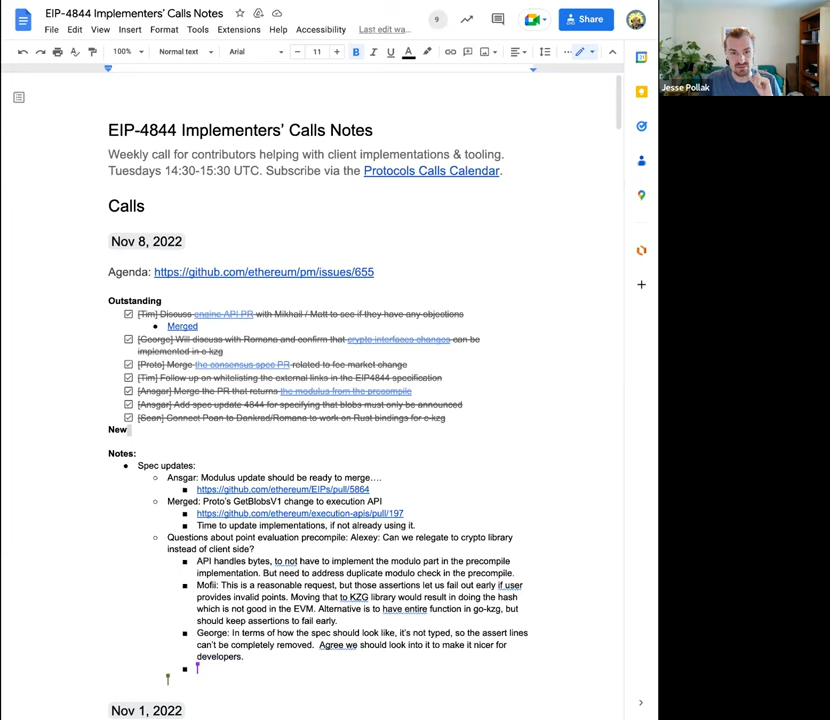 EIP-4844 Implementers' Calls Notes
File Edit View Insert Format Tools Extensions Help Accessibility Last edit wa...
9
Share
100% Normal text Arial 11 B I U A
31
Jesse Pollak
EIP-4844 Implementers' Calls Notes
Weekly call for contributors helping with client implementations & tooling.
Tuesdays 14:30-15:30 UTC. Subscribe via the Protocols Calls Calendar.
Calls
Nov 8, 2022
Agenda: https://github.com/ethereum/pm/issues/655
Outstanding
[Tim] Discuss engine API PR with Mikhail / Matt to see if they have any objections
Merged
[George] Will discuss with Romana and confirm that crypto interfaces changes can be
implemented in c-kzg
[Proto] Merge the consensus spec PR related to fee market change
[Tim] Follow up on whitelisting the external links in the EIP4844 specification
[Ansgar] Merge the PR that returns the modulus from the precompile
[Ansgar] Add spec update 4844 for specifying that blobs must only be announced
[Sean] Connect Poan to Dankrad/Romana to work on Rust bindings for c-kzg
New
Notes:
Spec updates:
Ansgar: Modulus update should be ready to merge....
https://github.com/ethereum/EIPs/pull/5864
Merged: Proto's GetBlobsV1 change to execution API
https://github.com/ethereum/execution-apis/pull/197
Time to update implementations, if not already using it.
Questions about point evaluation precompile: Alexey: Can we relegate to crypto library
instead of client side?
API handles bytes, to not have to implement the modulo part in the precompile
implementation. But need to address duplicate modulo check in the precompile.
Mofii: This is a reasonable request, but those assertions let us fail out early if user
provides invalid points. Moving that to KZG library would result in doing the hash
which is not good in the EVM. Alternative is to have entire function in go-kzg, but
should keep assertions to fail early.
George: In terms of how the spec should look like, it's not typed, so the assert lines
can't be completely removed. Agree we should look into it to make it nicer for
developers.
Nov 1, 2022